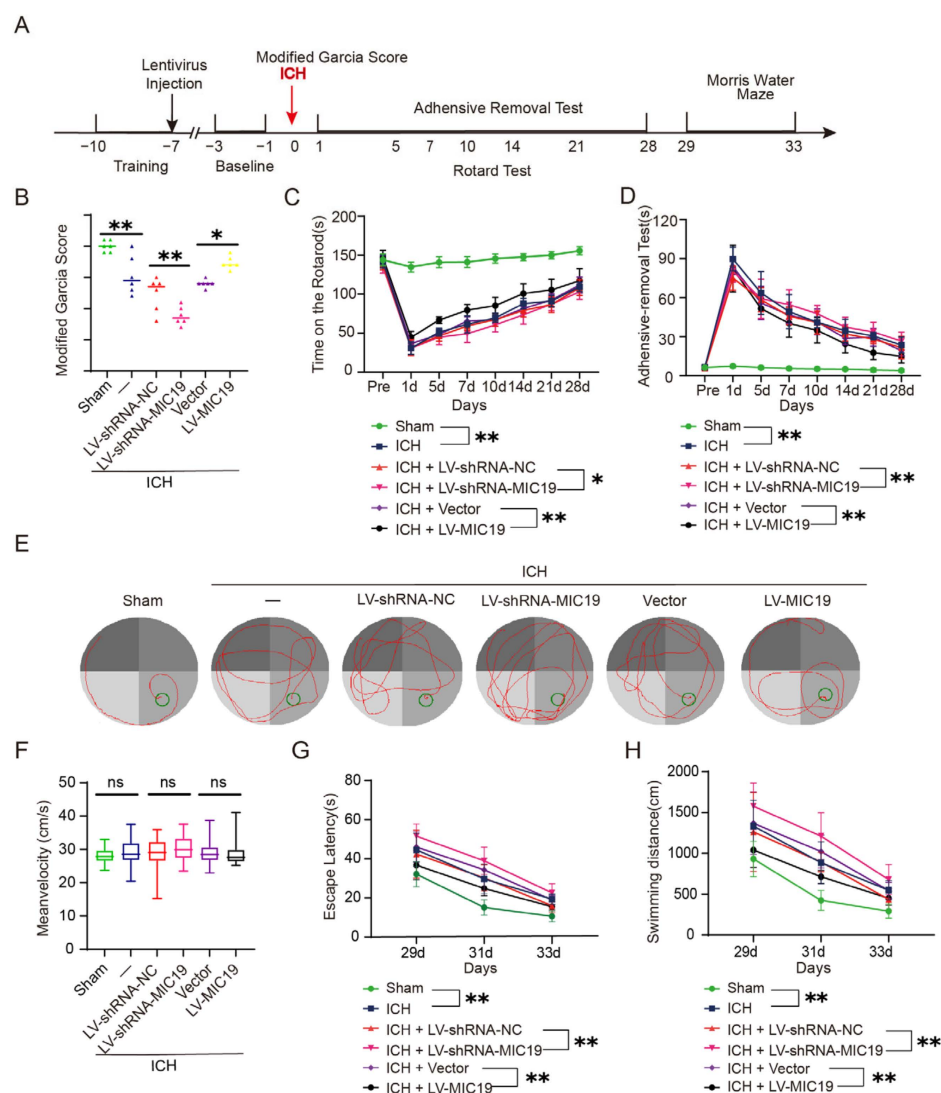 A
Lentivirus
Injection
Modified Garcia Score
ICH
Adhensive Removal Test
Morris Water
Maze
−10 −7 −3 −1 0 1 5 7 10 14 21 28 29 33
Training Baseline Rotard Test
B
Modified Garcia Score
** ** *
Sham — LV-shRNA-NC LV-shRNA-MIC19 Vector LV-MIC19
ICH
C
Time on the Rolarod(s)
200
150
100
50
0
Pre 1d 5d 7d 10d 14d 21d 28d
Days
Sham
ICH
**
ICH + LV-shRNA-NC
ICH + LV-shRNA-MIC19
*
ICH + Vector
ICH + LV-MIC19
**
D
Adhensive-removal Test(s)
120
90
60
30
0
Pre 1d 5d 7d 10d 14d 21d 28d
Days
Sham
ICH
**
ICH + LV-shRNA-NC
ICH + LV-shRNA-MIC19
**
ICH + Vector
ICH + LV-MIC19
**
E
ICH
Sham — LV-shRNA-NC LV-shRNA-MIC19 Vector LV-MIC19
F
Meanvelocity (cm/s)
50
40
30
20
10
0
ns ns ns
Sham — LV-shRNA-NC LV-shRNA-MIC19 Vector LV-MIC19
ICH
G
Escape Latency(s)
80
60
40
20
0
29d 31d 33d
Days
Sham
ICH
**
ICH + LV-shRNA-NC
ICH + LV-shRNA-MIC19
**
ICH + Vector
ICH + LV-MIC19
**
H
Swimming distance(cm)
2000
1500
1000
500
0
29d 31d 33d
Days
Sham
ICH
**
ICH + LV-shRNA-NC
ICH + LV-shRNA-MIC19
**
ICH + Vector
ICH + LV-MIC19
**